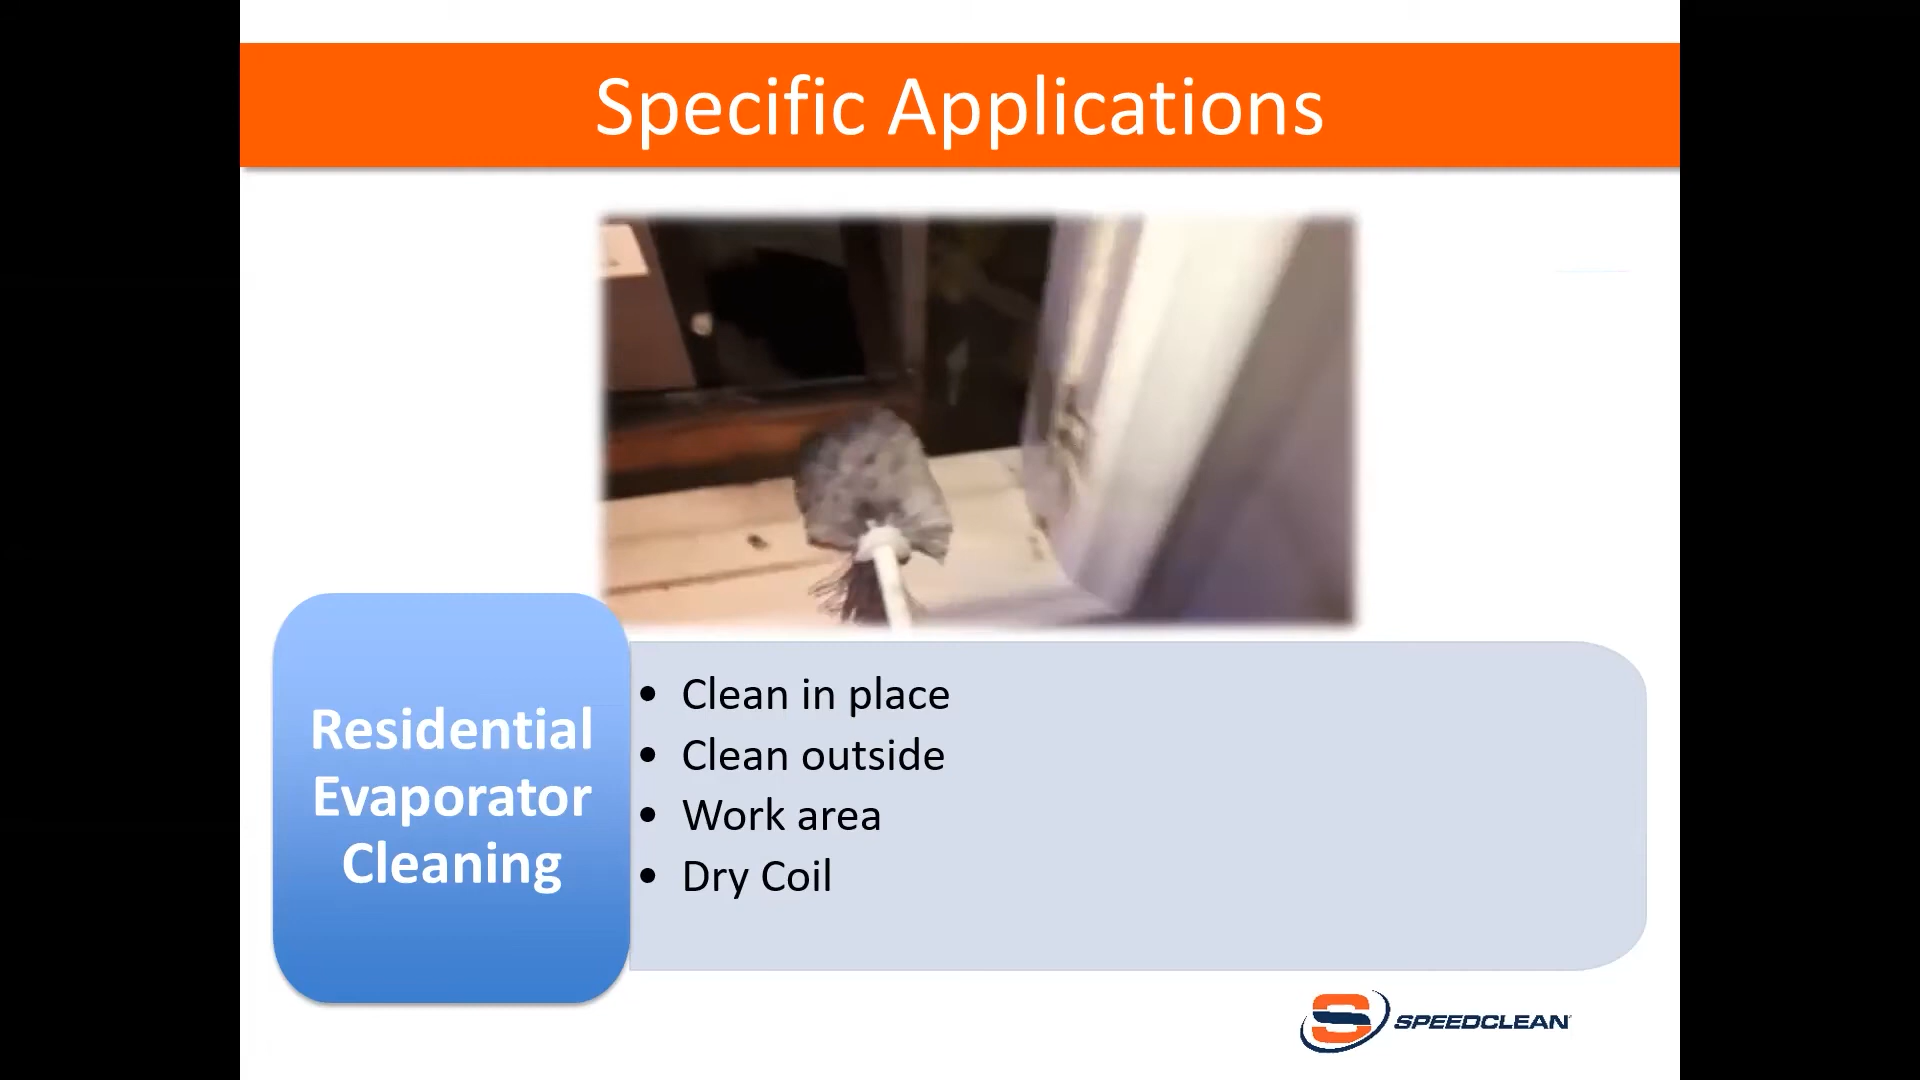 Specific Applications
Residential
Evaporator
Cleaning
• Clean in place
• Clean outside
• Work area
• Dry Coil
SPEEDCLEAN